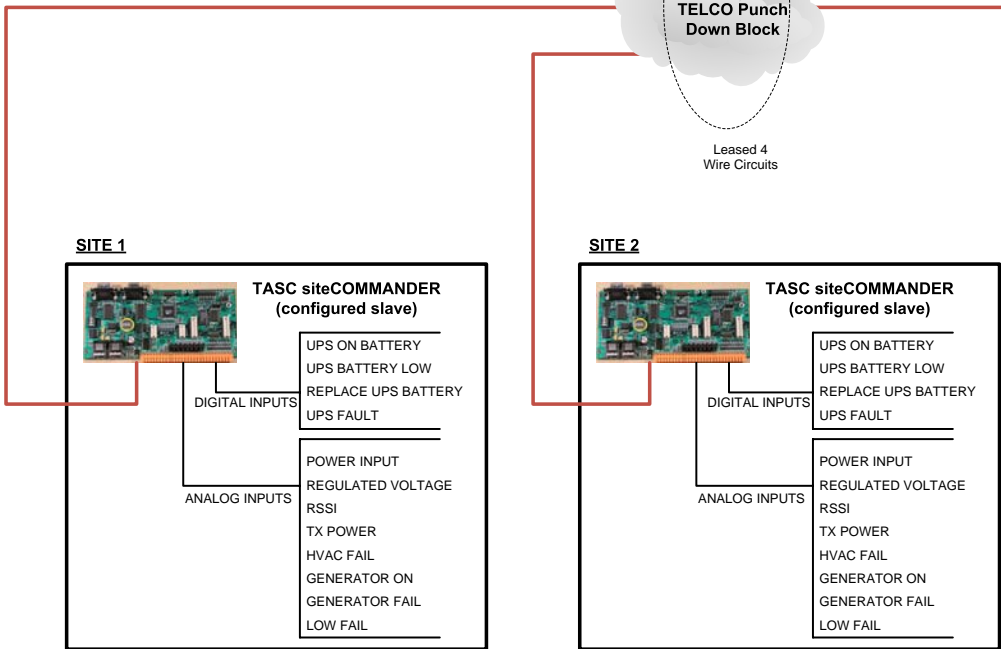 TELCO Punch
Down Block
Leased 4
Wire Circuits
SITE 1
TASC siteCOMMANDER
(configured slave)
UPS ON BATTERY
UPS BATTERY LOW
REPLACE UPS BATTERY
UPS FAULT
DIGITAL INPUTS
POWER INPUT
REGULATED VOLTAGE
RSSI
TX POWER
HVAC FAIL
GENERATOR ON
GENERATOR FAIL
LOW FAIL
ANALOG INPUTS
SITE 2
TASC siteCOMMANDER
(configured slave)
UPS ON BATTERY
UPS BATTERY LOW
REPLACE UPS BATTERY
UPS FAULT
DIGITAL INPUTS
POWER INPUT
REGULATED VOLTAGE
RSSI
TX POWER
HVAC FAIL
GENERATOR ON
GENERATOR FAIL
LOW FAIL
ANALOG INPUTS